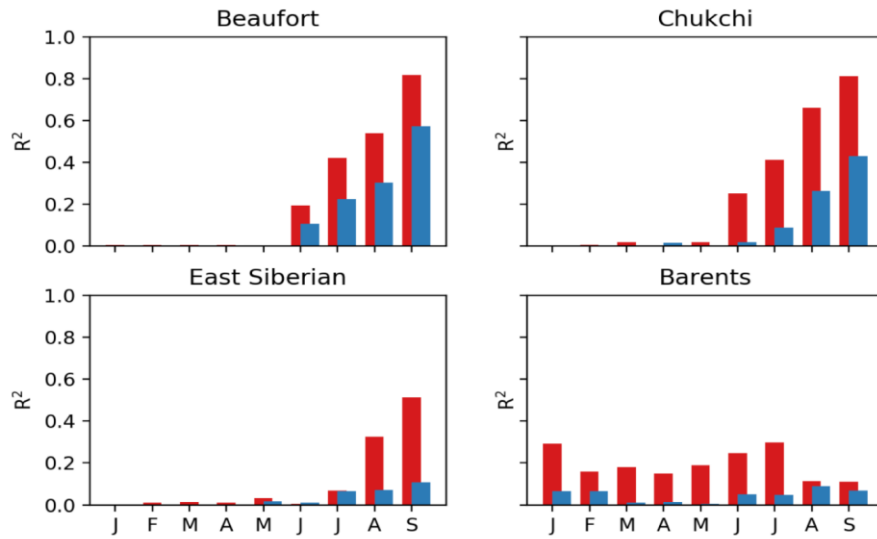 Beaufort
Chukchi
1.0
0.8
0.6
0.4
0.2
0.0
R²
R²
East Siberian
Barents
1.0
0.8
0.6
0.4
0.2
0.0
R²
R²
J F M A M J J A S
J F M A M J J A S